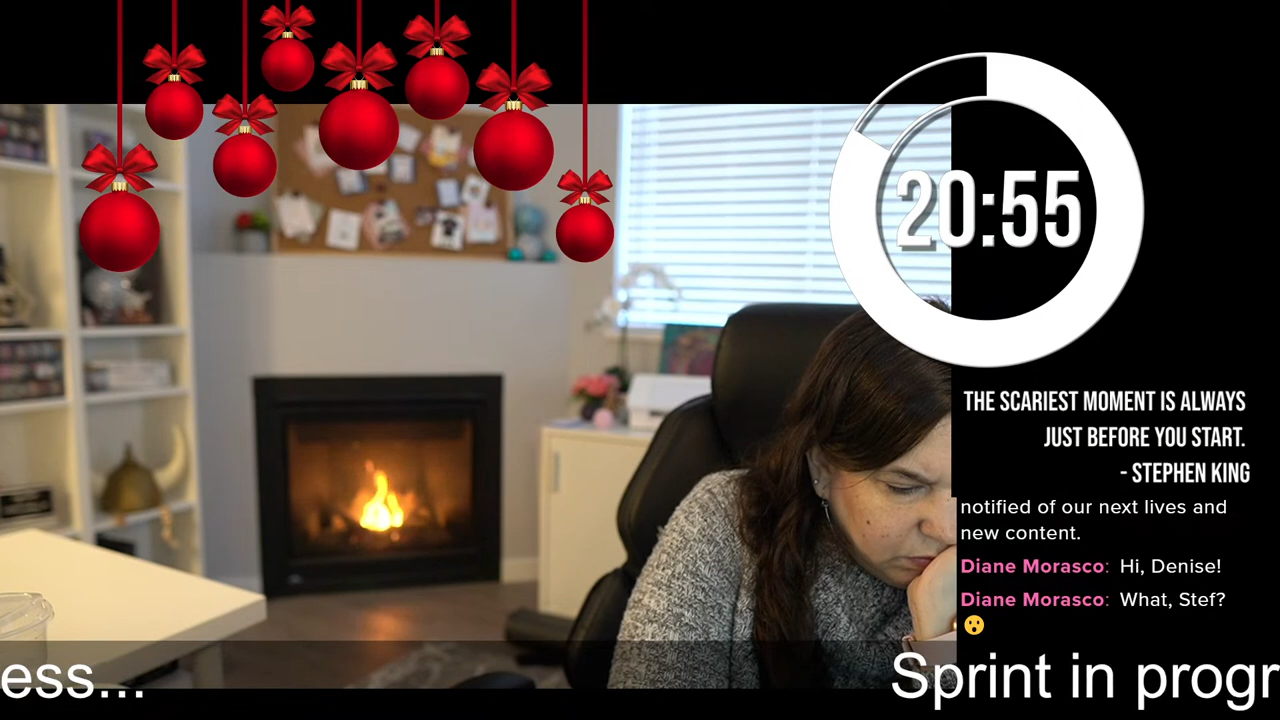 20:55
THE SCARIEST MOMENT IS ALWAYS
JUST BEFORE YOU START.
- STEPHEN KING
notified of our next lives and
new content.
Diane Morasco: Hi, Denise!
Diane Morasco: What, Stef?
😮
ess... Sprint in progr